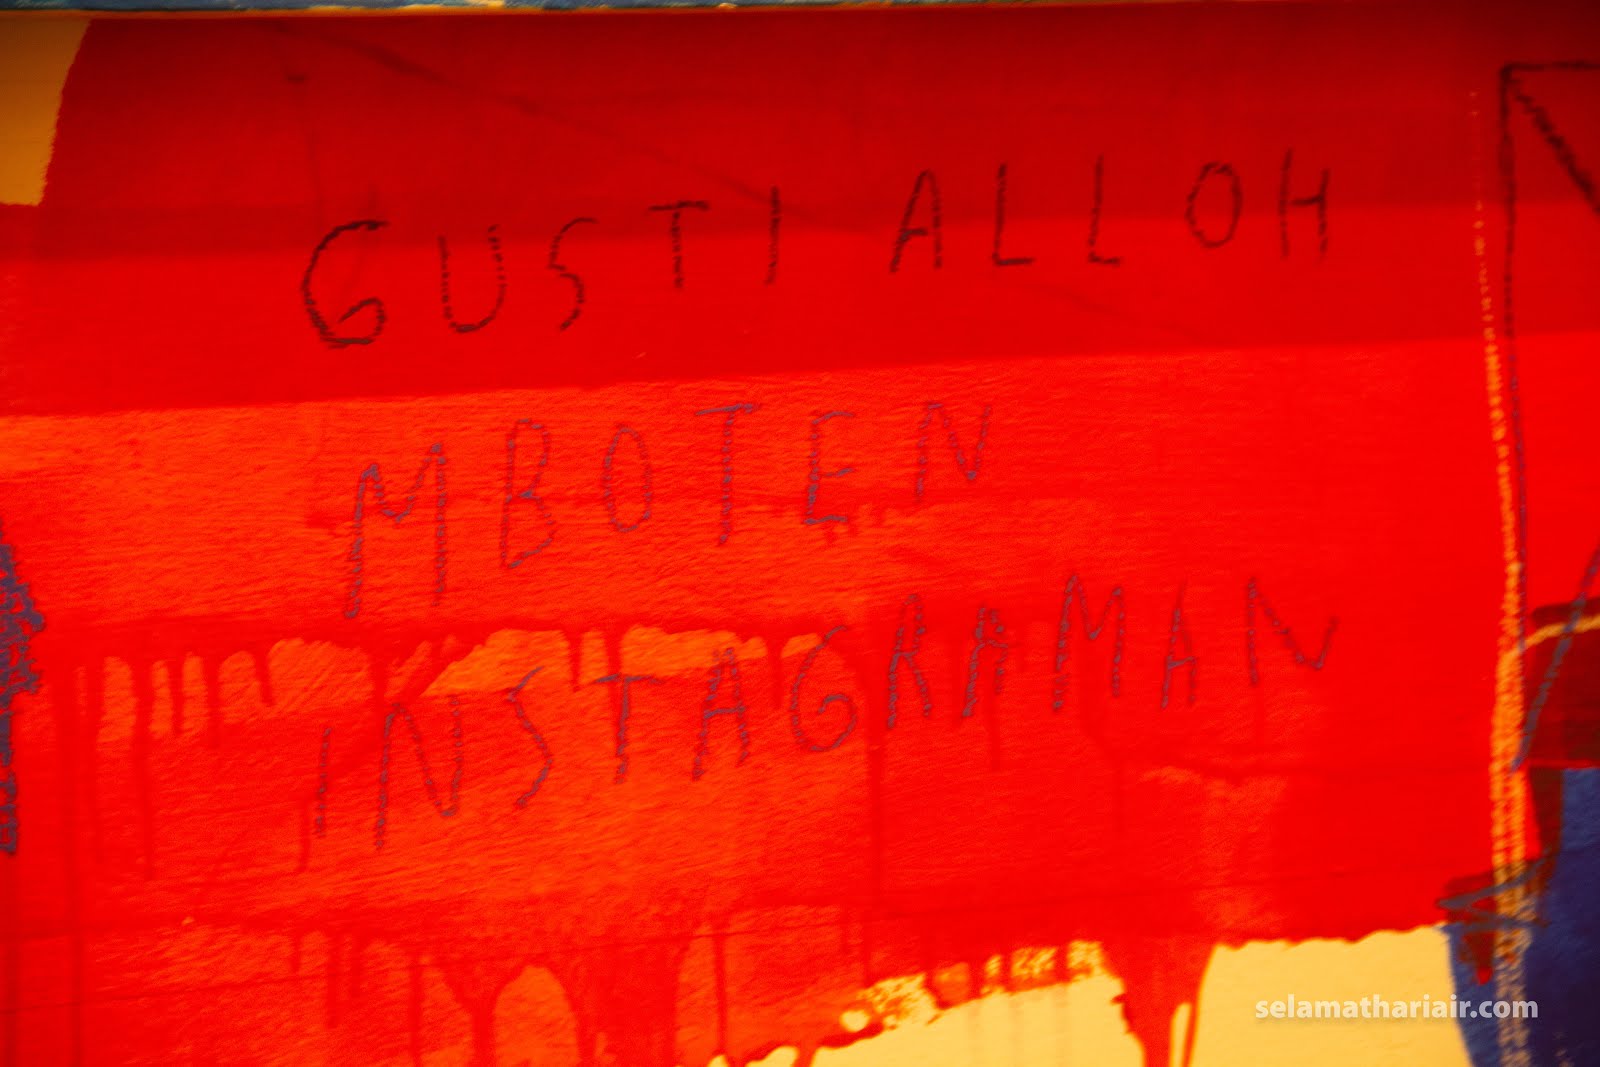 GUSTI ALLOH
MBOTEN
INSTAGRAMAN
selamathariair.com